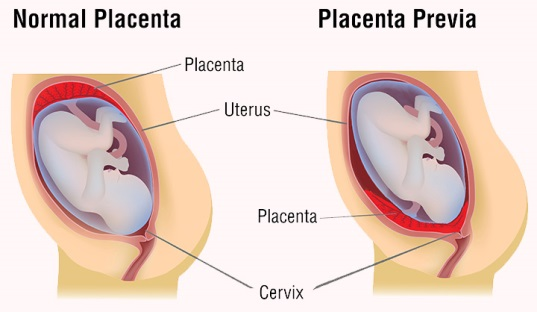 Normal Placenta
Placenta Previa
Placenta
Uterus
Placenta
Cervix